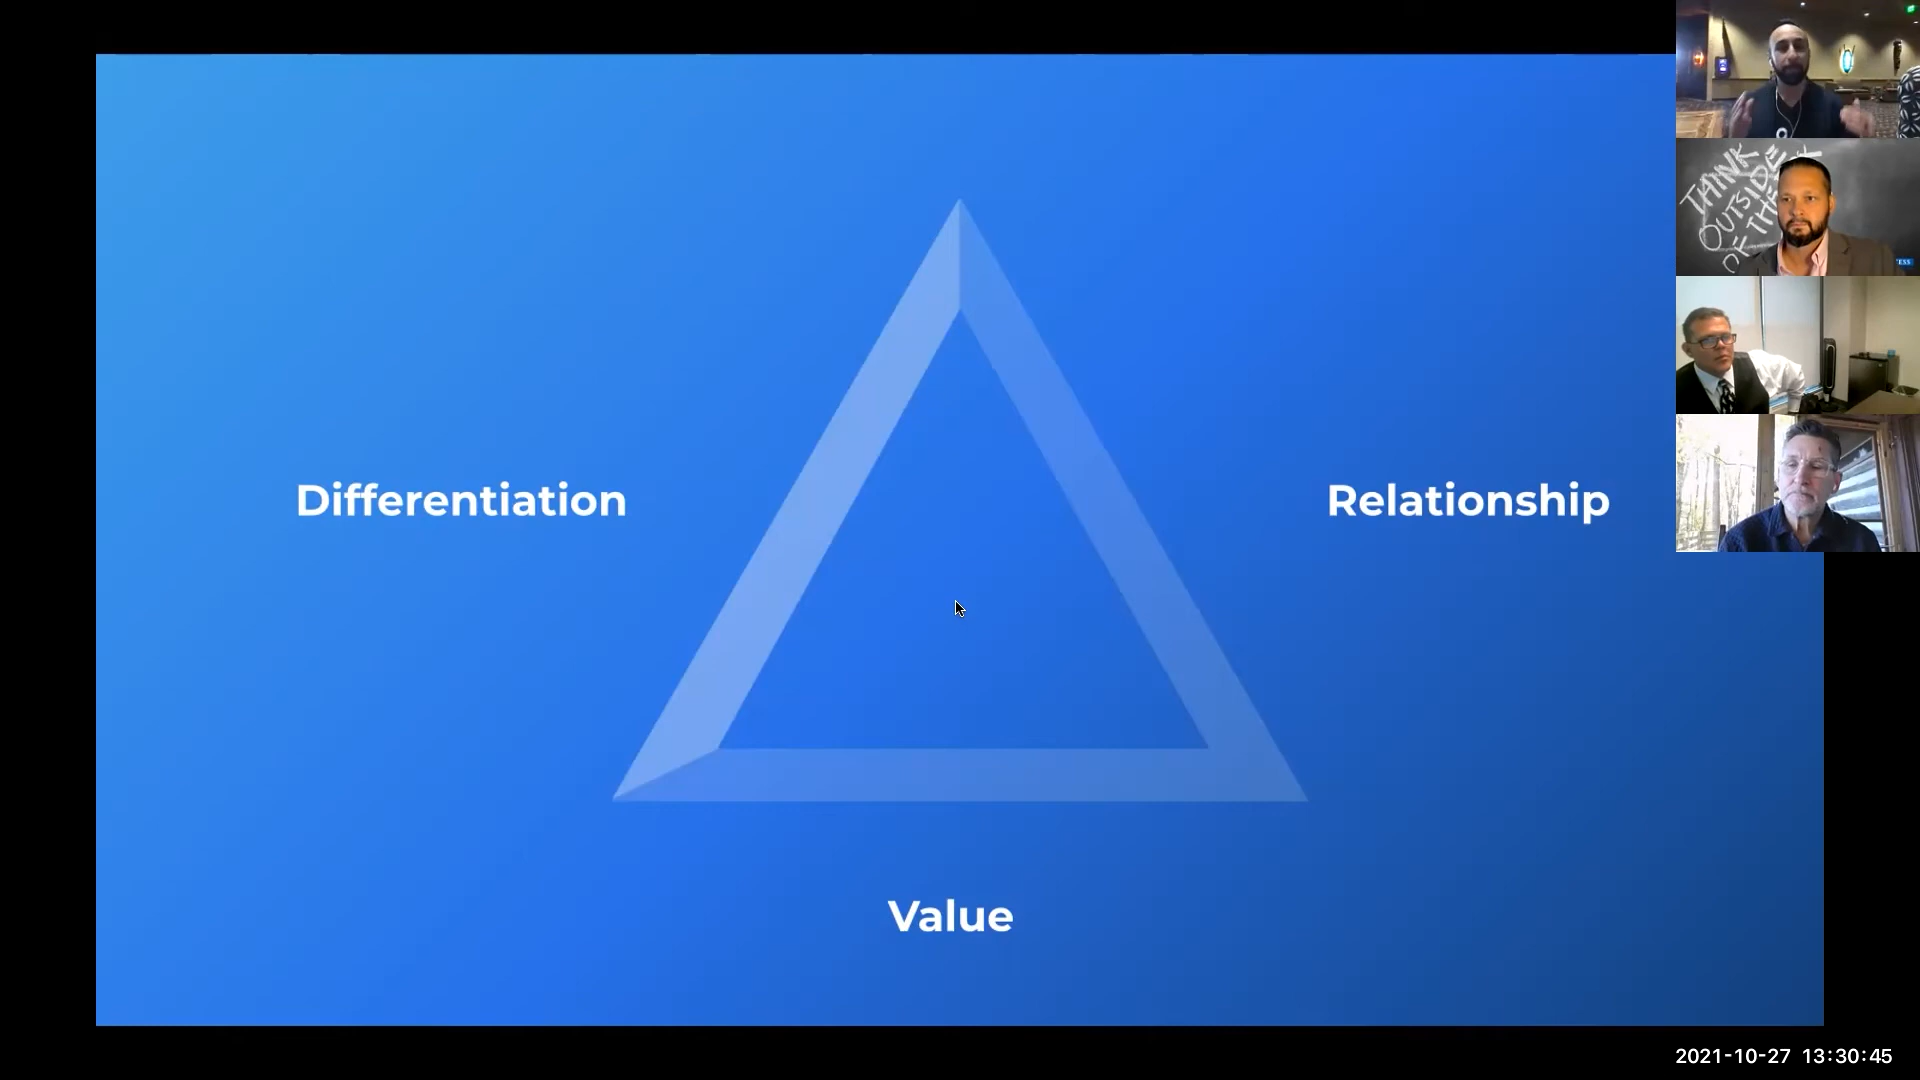 THINK
OUTSIDE
OF THE
Differentiation
Relationship
Value
2021-10-27 13:30:45